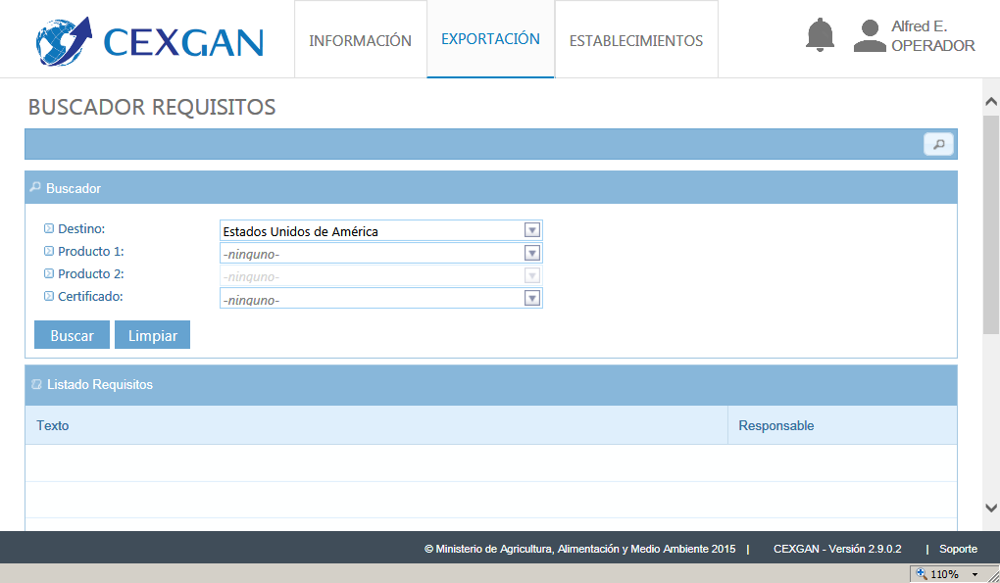 CEXGAN
INFORMACIÓN
EXPORTACIÓN
ESTABLECIMIENTOS
Alfred E.
OPERADOR
BUSCADOR REQUISITOS
Buscador
Destino:
Estados Unidos de América
Producto 1:
-ninguno-
Producto 2:
-ninguno-
Certificado:
-ninguno-
Buscar
Limpiar
Listado Requisitos
Texto
Responsable
© Ministerio de Agricultura, Alimentación y Medio Ambiente 2015 | CEXGAN - Versión 2.9.0.2 | Soporte
110%